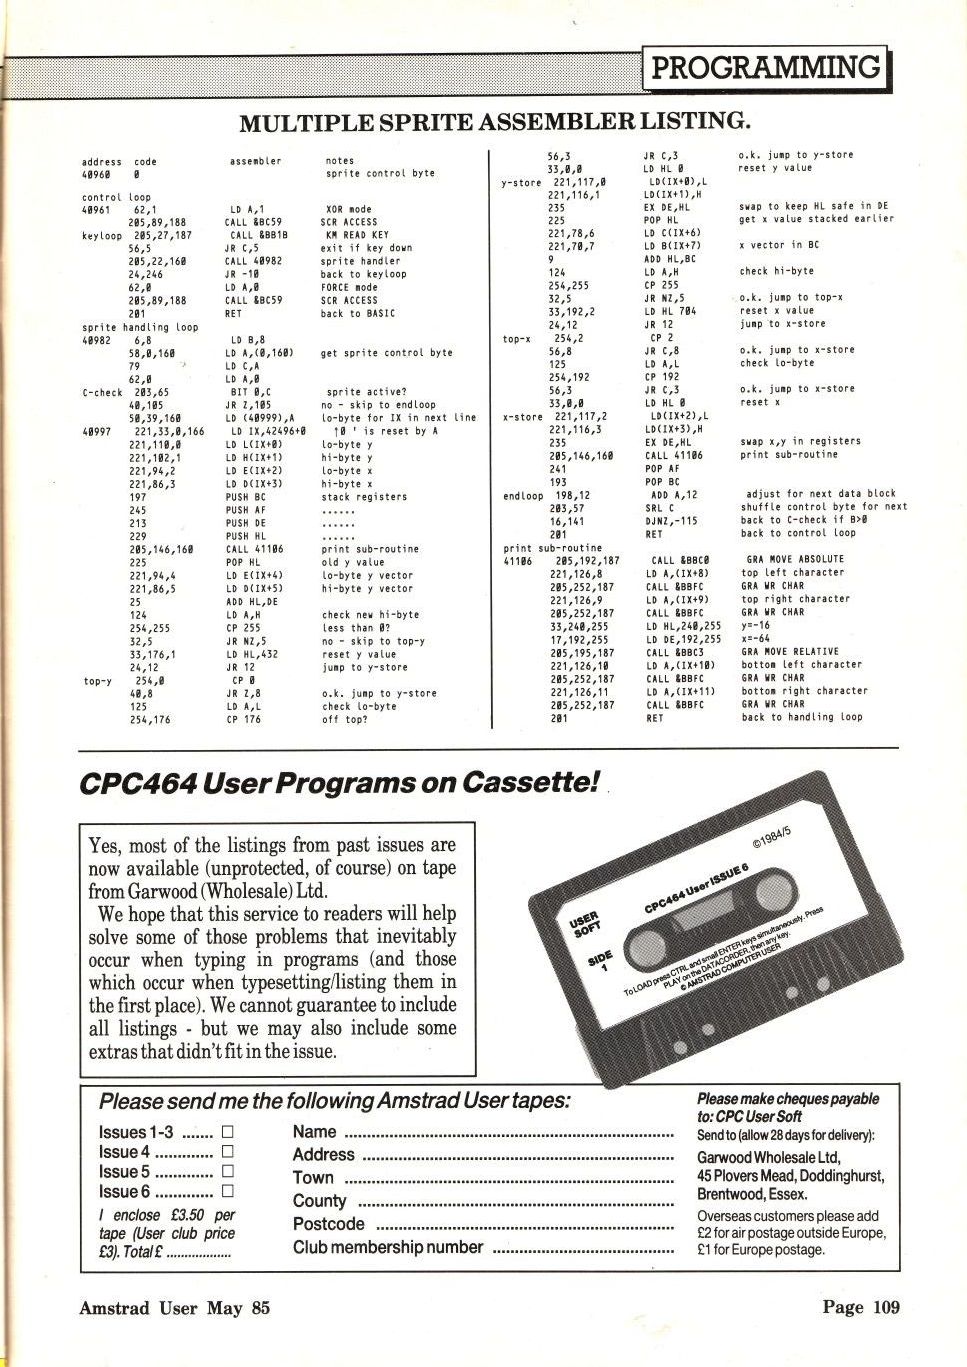 PROGRAMMING
MULTIPLE SPRITE ASSEMBLER LISTING.
address code assembler notes
40960 0 sprite control byte
control loop
40961 62,1 LD A,1 XOR mode
205,89,188 CALL &BC59 SCR ACCESS
keyloop 205,27,187 CALL &BB1B KM READ KEY
56,5 JR C,5 exit if key down
205,22,160 CALL 40982 sprite handler
24,246 JR -10 back to keyloop
62,0 LD A,0 FORCE mode
205,89,188 CALL &BC59 SCR ACCESS
201 RET back to BASIC
sprite handling loop
40982 6,8 LD B,8
58,0,160 LD A,(0,160) get sprite control byte
79 LD C,A
62,0 LD A,0
C-check 203,65 BIT 0,C sprite active?
40,105 JR Z,105 no - skip to endloop
50,39,160 LD (40999),A lo-byte for IX in next line
40997 221,33,0,166 LD IX,42496+0 ↑0 ' is reset by A
221,110,0 LD L(IX+0) lo-byte y
221,102,1 LD H(IX+1) hi-byte y
221,94,2 LD E(IX+2) lo-byte x
221,86,3 LD D(IX+3) hi-byte x
197 PUSH BC stack registers
245 PUSH AF ......
213 PUSH DE ......
229 PUSH HL ......
205,146,160 CALL 41106 print sub-routine
225 POP HL old y value
221,94,4 LD E(IX+4) lo-byte y vector
221,86,5 LD D(IX+5) hi-byte y vector
25 ADD HL,DE
124 LD A,H check new hi-byte
254,255 CP 255 less than 0?
32,5 JR NZ,5 no - skip to top-y
33,176,1 LD HL,432 reset y value
24,12 JR 12 jump to y-store
top-y 254,0 CP 0
40,8 JR Z,8 o.k. jump to y-store
125 LD A,L check lo-byte
254,176 CP 176 off top?
56,3 JR C,3 o.k. jump to y-store
33,0,0 LD HL 0 reset y value
y-store 221,117,0 LD(IX+0),L
221,116,1 LD(IX+1),H
235 EX DE,HL swap to keep HL safe in DE
225 POP HL get x value stacked earlier
221,78,6 LD C(IX+6)
221,70,7 LD B(IX+7) x vector in BC
9 ADD HL,BC
124 LD A,H check hi-byte
254,255 CP 255
32,5 JR NZ,5 o.k. jump to top-x
33,192,2 LD HL 704 reset x value
24,12 JR 12 jump to x-store
top-x 254,2 CP 2
56,8 JR C,8 o.k. jump to x-store
125 LD A,L check lo-byte
254,192 CP 192
56,3 JR C,3 o.k. jump to x-store
33,0,0 LD HL 0 reset x
x-store 221,117,2 LD(IX+2),L
221,116,3 LD(IX+3),H
235 EX DE,HL swap x,y in registers
205,146,160 CALL 41106 print sub-routine
241 POP AF
193 POP BC
endloop 198,12 ADD A,12 adjust for next data block
203,57 SRL C shuffle control byte for next
16,141 DJNZ,-115 back to C-check if B>0
201 RET back to control loop
print sub-routine
41106 205,192,187 CALL &BBC0 GRA MOVE ABSOLUTE
221,126,8 LD A,(IX+8) top left character
205,252,187 CALL &BBFC GRA WR CHAR
221,126,9 LD A,(IX+9) top right character
205,252,187 CALL &BBFC GRA WR CHAR
33,240,255 LD HL,240,255 y=-16
17,192,255 LD DE,192,255 x=-64
205,195,187 CALL &BBC3 GRA MOVE RELATIVE
221,126,10 LD A,(IX+10) bottom left character
205,252,187 CALL &BBFC GRA WR CHAR
221,126,11 LD A,(IX+11) bottom right character
205,252,187 CALL &BBFC GRA WR CHAR
201 RET back to handling loop
CPC464 User Programs on Cassette!
Yes, most of the listings from past issues are
now available (unprotected, of course) on tape
from Garwood (Wholesale) Ltd.
We hope that this service to readers will help
solve some of those problems that inevitably
occur when typing in programs (and those
which occur when typesetting/listing them in
the first place). We cannot guarantee to include
all listings - but we may also include some
extras that didn't fit in the issue.
©1984/5
CPC464 User ISSUE 6
USER
SOFT
SIDE
1
To LOAD press CTRL and small ENTER keys simultaneously. Press
PLAY on the DATACORDER, then any key.
© AMSTRAD COMPUTER USER
Please send me the following Amstrad User tapes:
Issues 1-3 ....... □
Issue 4 ............. □
Issue 5 ............. □
Issue 6 ............. □
I enclose £3.50 per
tape (User club price
£3). Total £ ...................
Name ....................
Address ....................
Town ....................
County ....................
Postcode ....................
Club membership number ....................
Please make cheques payable
to: CPC User Soft
Send to (allow 28 days for delivery):
Garwood Wholesale Ltd,
45 Plovers Mead, Doddinghurst,
Brentwood, Essex.
Overseas customers please add
£2 for air postage outside Europe,
£1 for Europe postage.
Amstrad User May 85
Page 109